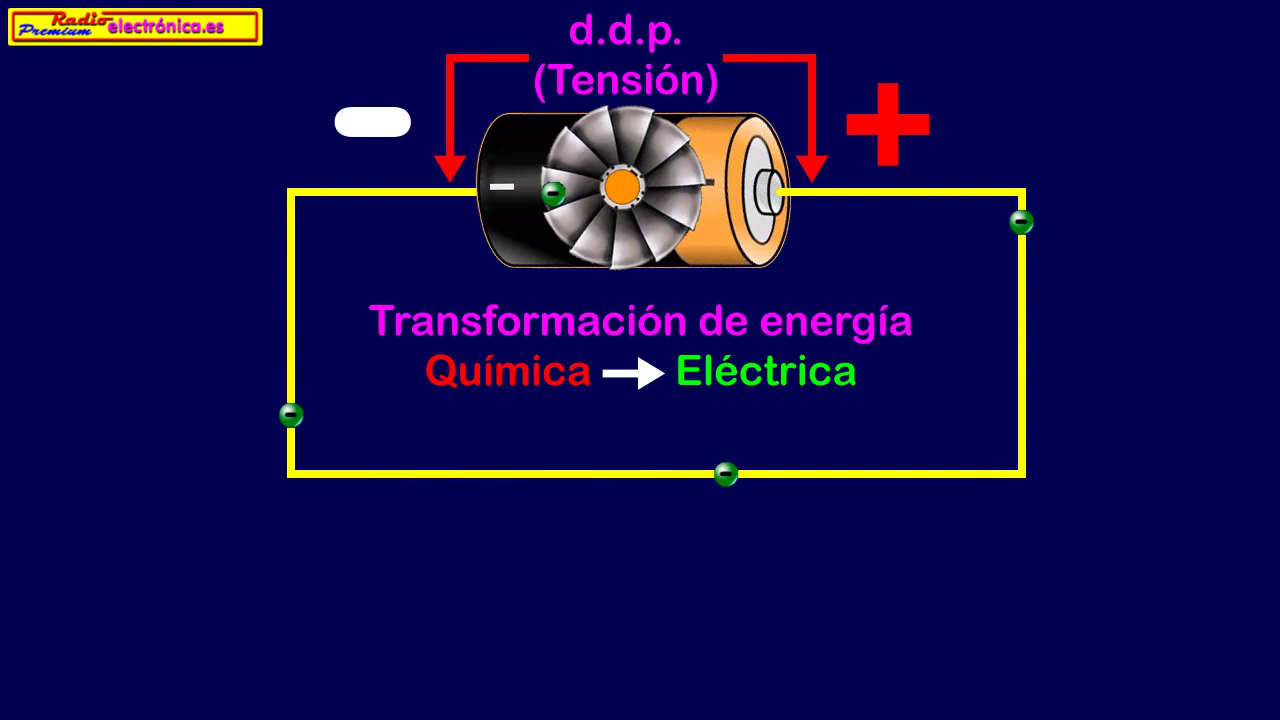 Radio
Premium electrónica.es
d.d.p.
(Tensión)
Transformación de energía
Química → Eléctrica